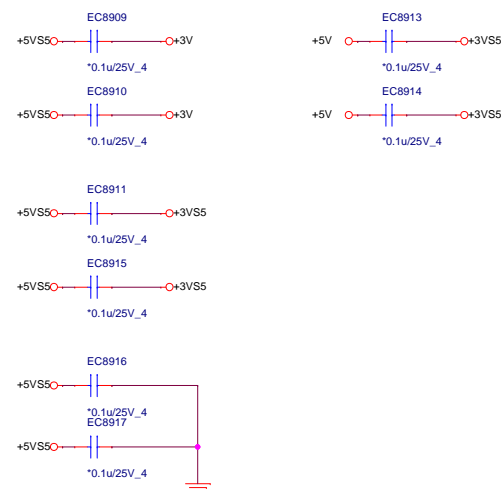 EC8909
+5VS5 +3V
*0.1u/25V_4
EC8910
+5VS5 +3V
*0.1u/25V_4
EC8913
+5V +3VS5
*0.1u/25V_4
EC8914
+5V +3VS5
*0.1u/25V_4
EC8911
+5VS5 +3VS5
*0.1u/25V_4
EC8915
+5VS5 +3VS5
*0.1u/25V_4
EC8916
+5VS5
*0.1u/25V_4
EC8917
+5VS5
*0.1u/25V_4